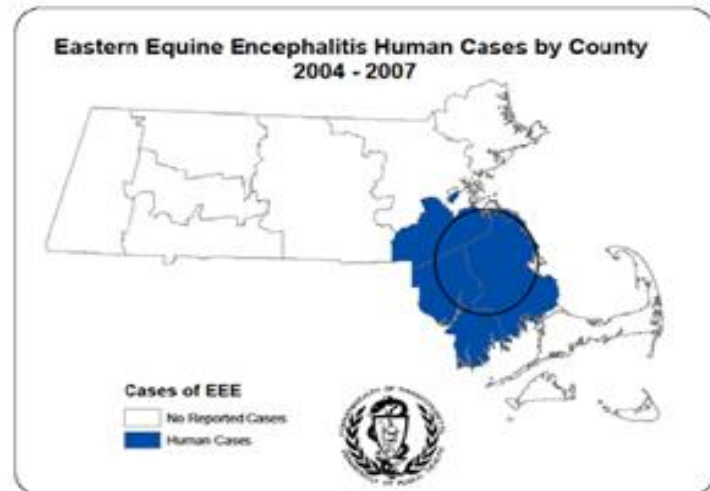 Eastern Equine Encephalitis Human Cases by County
2004 - 2007
Cases of EEE
No Reported Cases
Human Cases